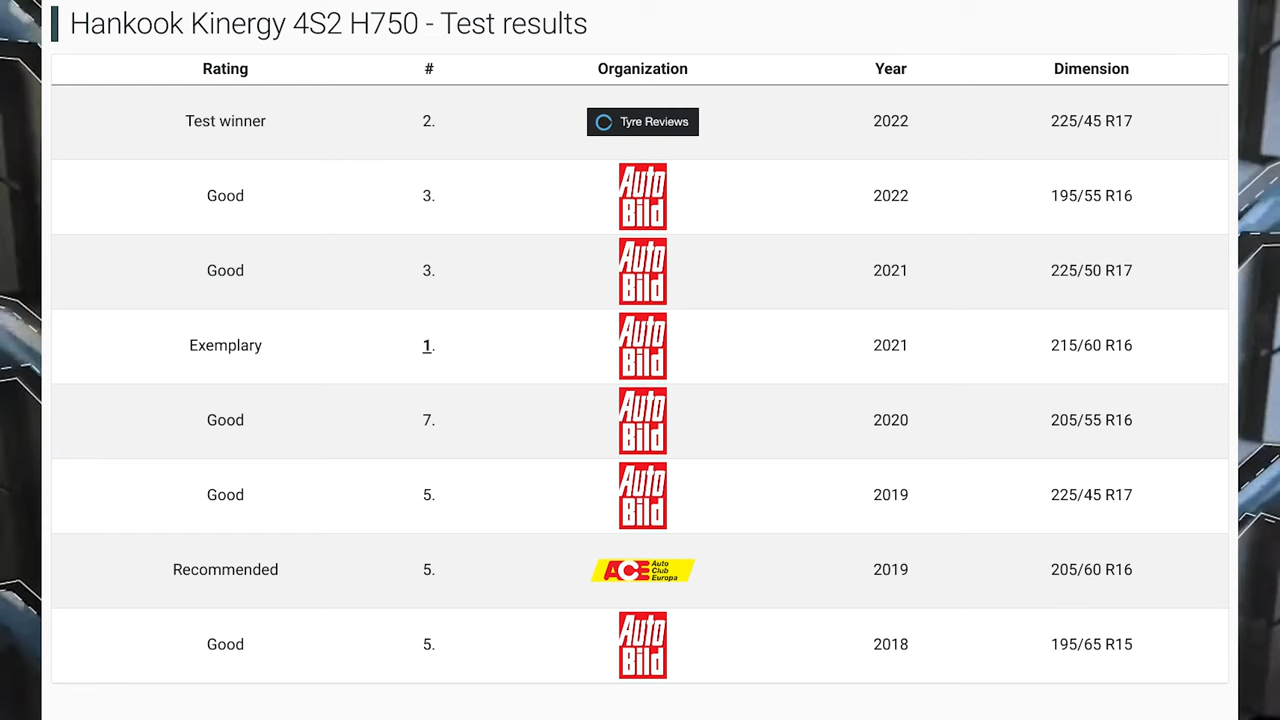 Hankook Kinergy 4S2 H750 - Test results
Rating # Organization Year Dimension
Test winner 2. Tyre Reviews 2022 225/45 R17
Good 3. Auto Bild 2022 195/55 R16
Good 3. Auto Bild 2021 225/50 R17
Exemplary 1. Auto Bild 2021 215/60 R16
Good 7. Auto Bild 2020 205/55 R16
Good 5. Auto Bild 2019 225/45 R17
Recommended 5. ACE Auto Club Europa 2019 205/60 R16
Good 5. Auto Bild 2018 195/65 R15